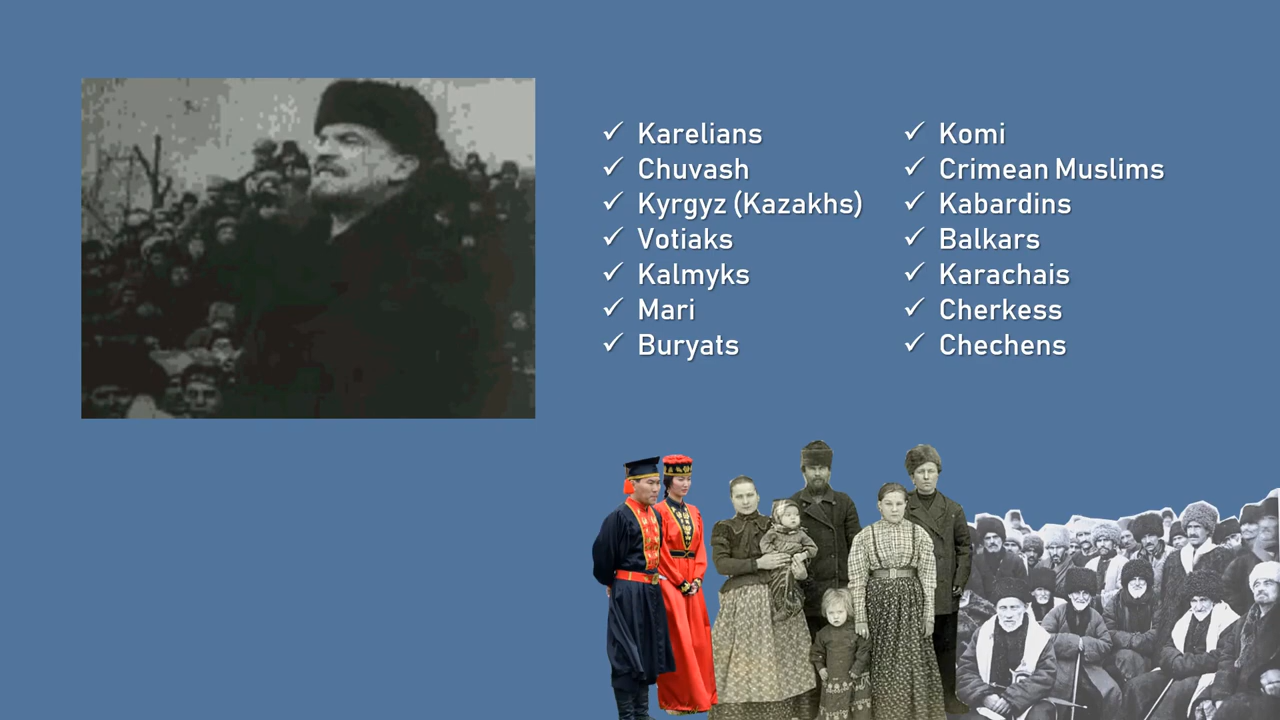 ✓ Karelians
✓ Chuvash
✓ Kyrgyz (Kazakhs)
✓ Votiaks
✓ Kalmyks
✓ Mari
✓ Buryats
✓ Komi
✓ Crimean Muslims
✓ Kabardins
✓ Balkars
✓ Karachais
✓ Cherkess
✓ Chechens